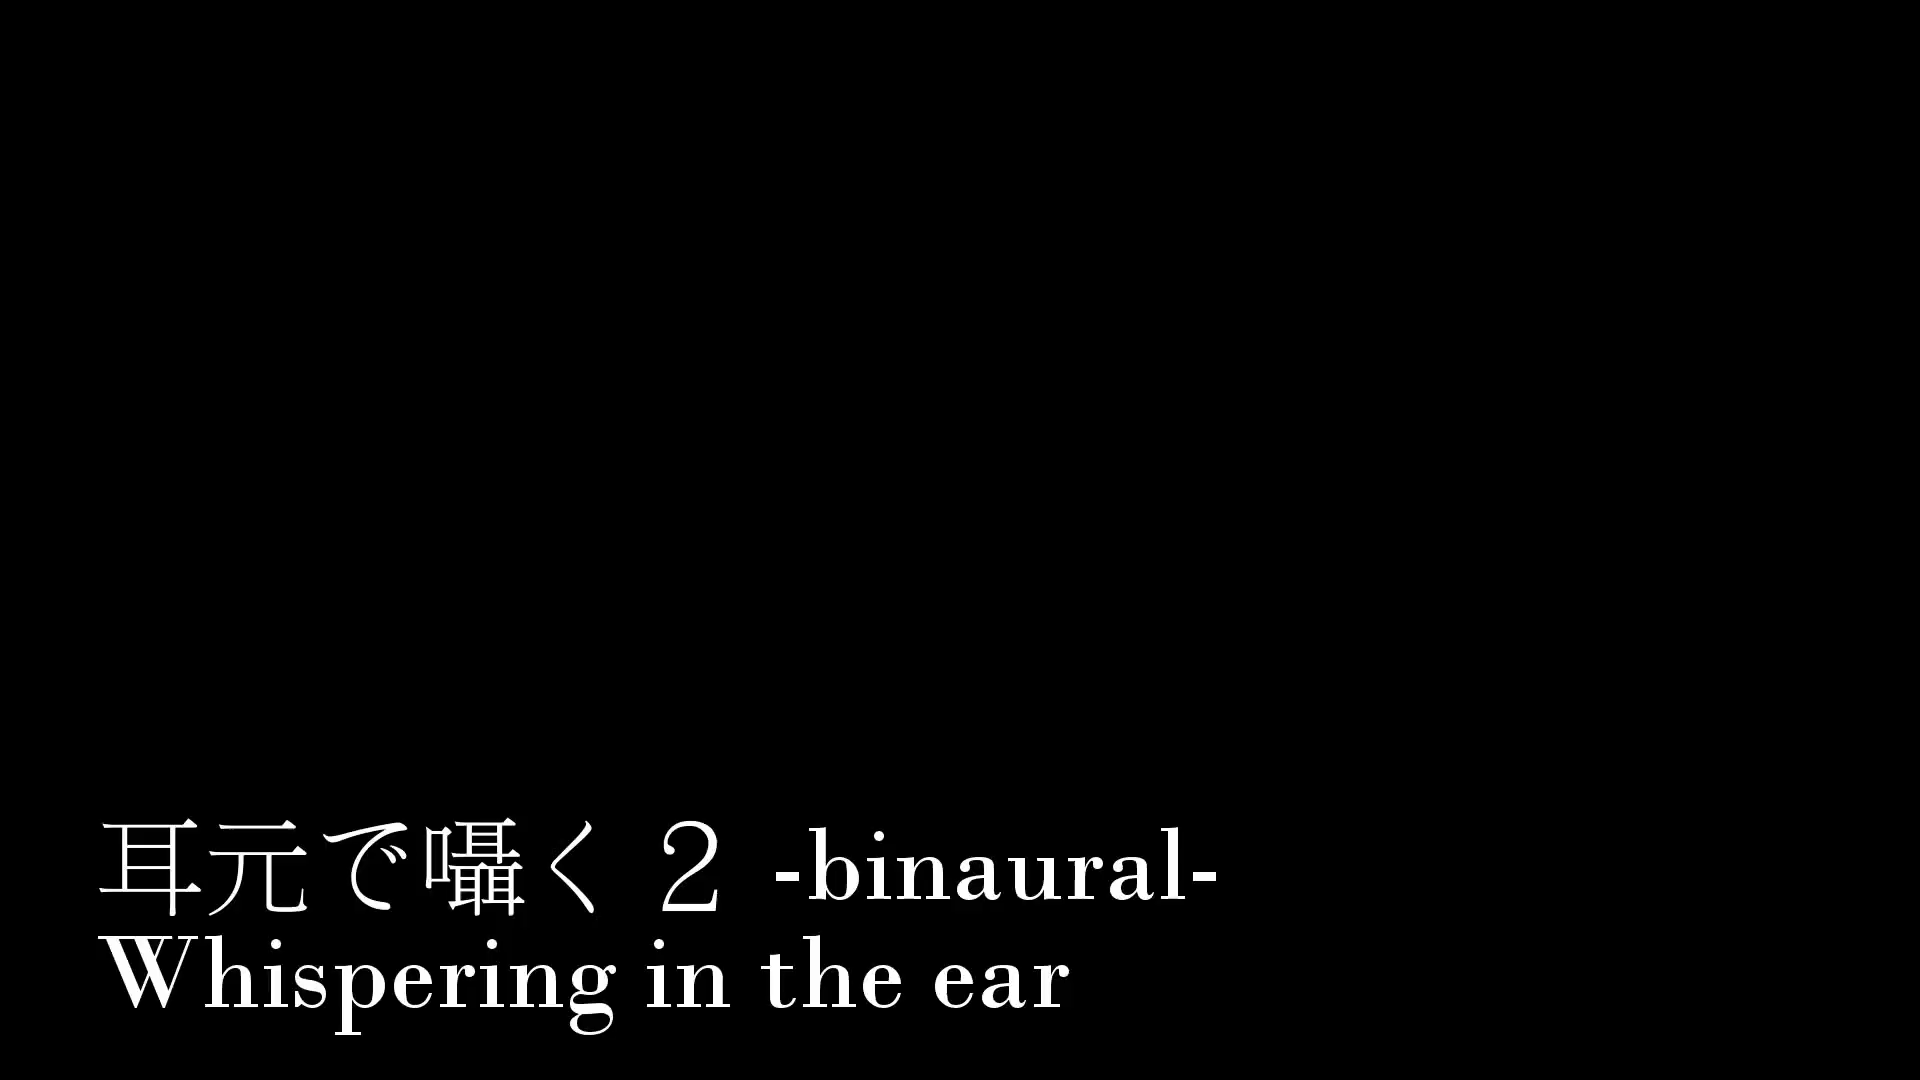 耳元で囁く２ -binaural-
Whispering in the ear